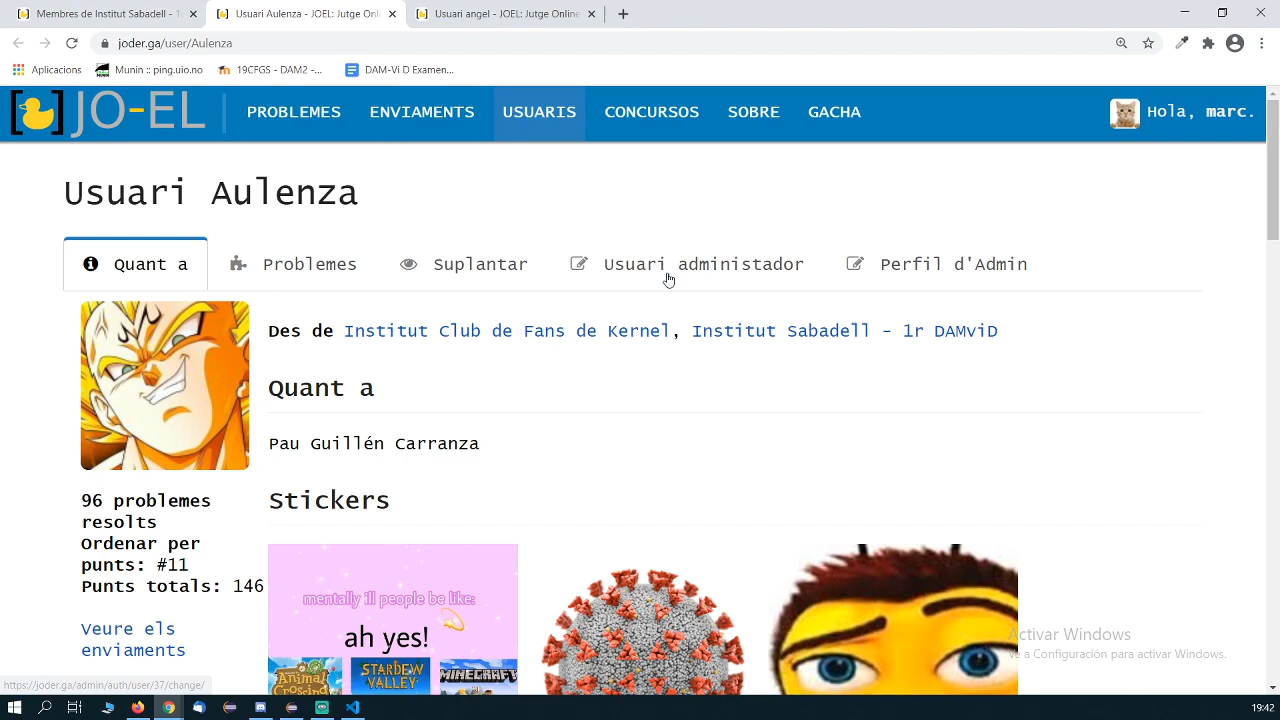 Membres de Institut Sabadell - 1
Usuari Aulenza - JOEL: Jutge Onli
Usuari angel - JOEL: Jutge Online
joder.ga/user/Aulenza
Aplicacions
Munin :: ping.uio.no
19CFGS - DAM2 -...
DAM-Vi D Examen...
JO-EL
PROBLEMES
ENVIAMENTS
USUARIS
CONCURSOS
SOBRE
GACHA
Hola, marc.
Usuari Aulenza
Quant a
Problemes
Suplantar
Usuari administador
Perfil d'Admin
Des de Institut Club de Fans de Kernel, Institut Sabadell - 1r DAMviD
Quant a
Pau Guillén Carranza
Stickers
96 problemes
resolts
Ordenar per
punts: #11
Punts totals: 146
Veure els
enviaments
mentally ill people be like:
ah yes!
Animal
Crossing
STARDEW
VALLEY
MINECRAFT
Activar Windows
Ve a Configuración para activar Windows.
https://joder.ga/admin/auth/user/37/change/
19:42